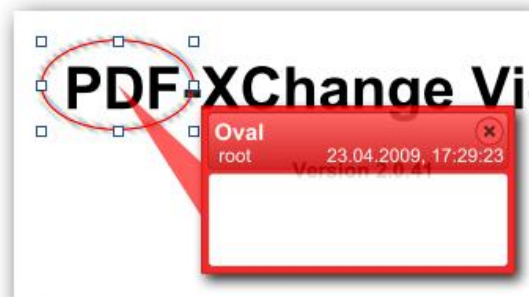 PDF-XChange Vi
Oval
root 23.04.2009, 17:29:23
Version 2.0.41